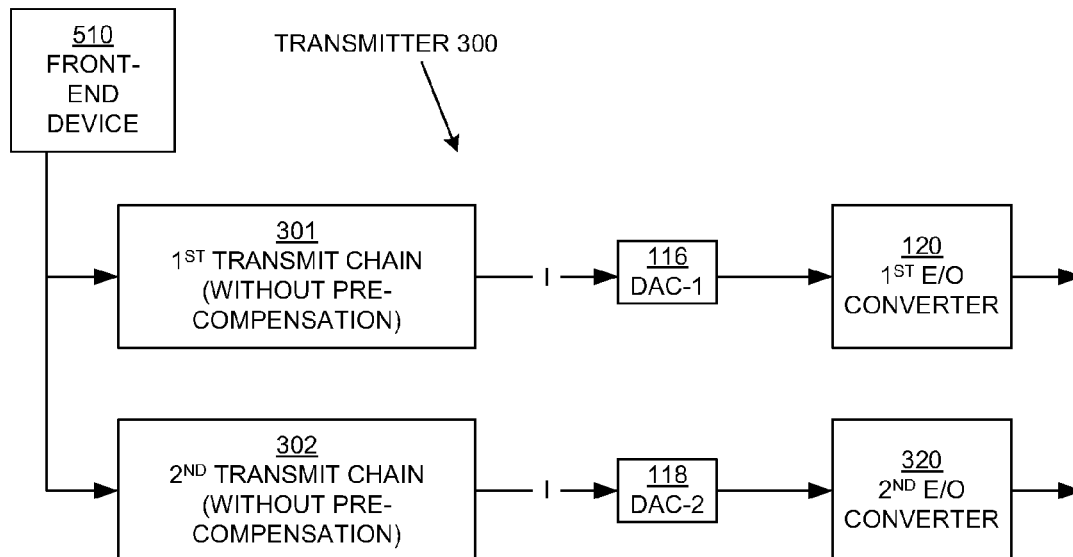 510
FRONT-
END
DEVICE
TRANSMITTER 300
301
1ST TRANSMIT CHAIN
(WITHOUT PRE-
COMPENSATION)
I
116
DAC-1
120
1ST E/O
CONVERTER
302
2ND TRANSMIT CHAIN
(WITHOUT PRE-
COMPENSATION)
I
118
DAC-2
320
2ND E/O
CONVERTER